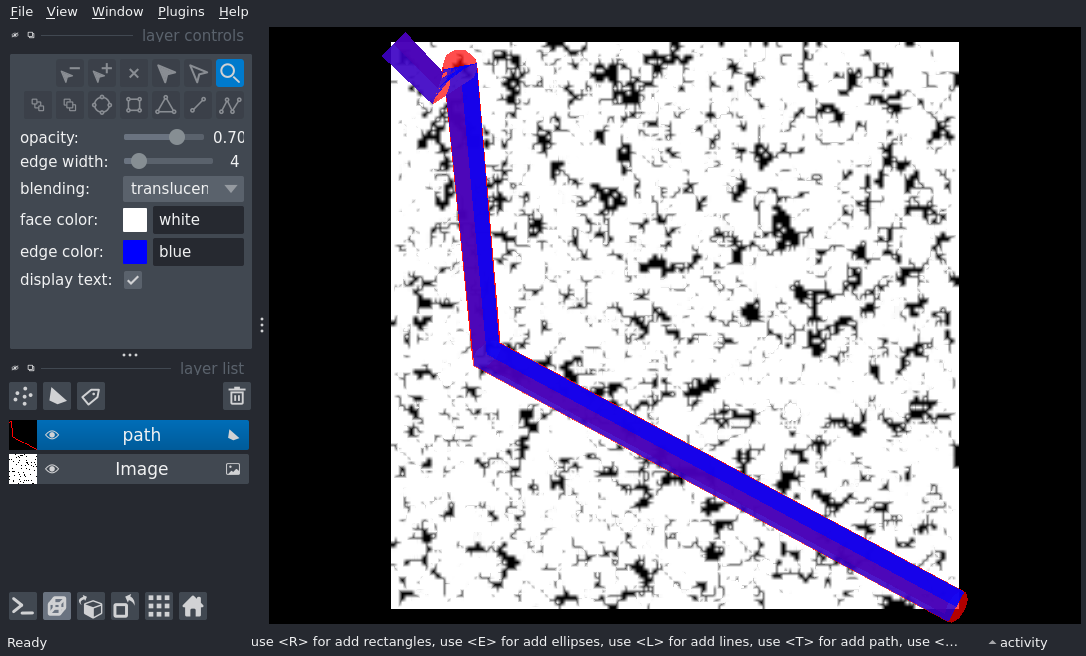 File View Window Plugins Help
layer controls
opacity: 0.70
edge width: 4
blending: translucen
face color: white
edge color: blue
display text:
layer list
path
Image
Ready use <R> for add rectangles, use <E> for add ellipses, use <L> for add lines, use <T> for add path, use <... activity